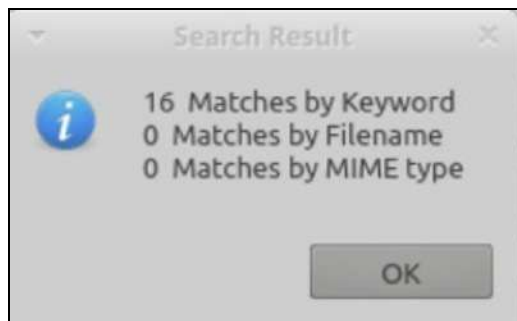 Search Result
16 Matches by Keyword
0 Matches by Filename
0 Matches by MIME type
OK